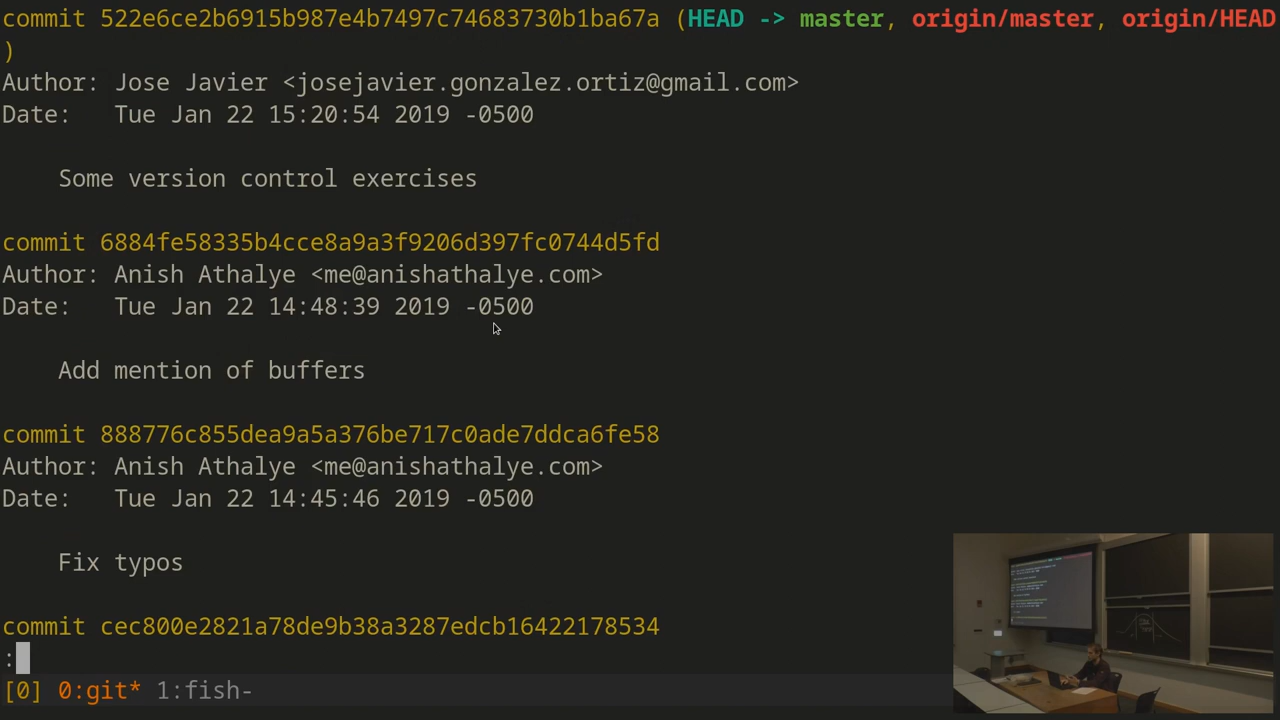 commit 522e6ce2b6915b987e4b7497c74683730b1ba67a (HEAD -> master, origin/master, origin/HEAD
)
Author: Jose Javier <josejavier.gonzalez.ortiz@gmail.com>
Date:   Tue Jan 22 15:20:54 2019 -0500
    Some version control exercises
commit 6884fe58335b4cce8a9a3f9206d397fc0744d5fd
Author: Anish Athalye <me@anishathalye.com>
Date:   Tue Jan 22 14:48:39 2019 -0500
    Add mention of buffers
commit 888776c855dea9a5a376be717c0ade7ddca6fe58
Author: Anish Athalye <me@anishathalye.com>
Date:   Tue Jan 22 14:45:46 2019 -0500
    Fix typos
commit cec800e2821a78de9b38a3287edcb16422178534
:
[0] 0:git* 1:fish-